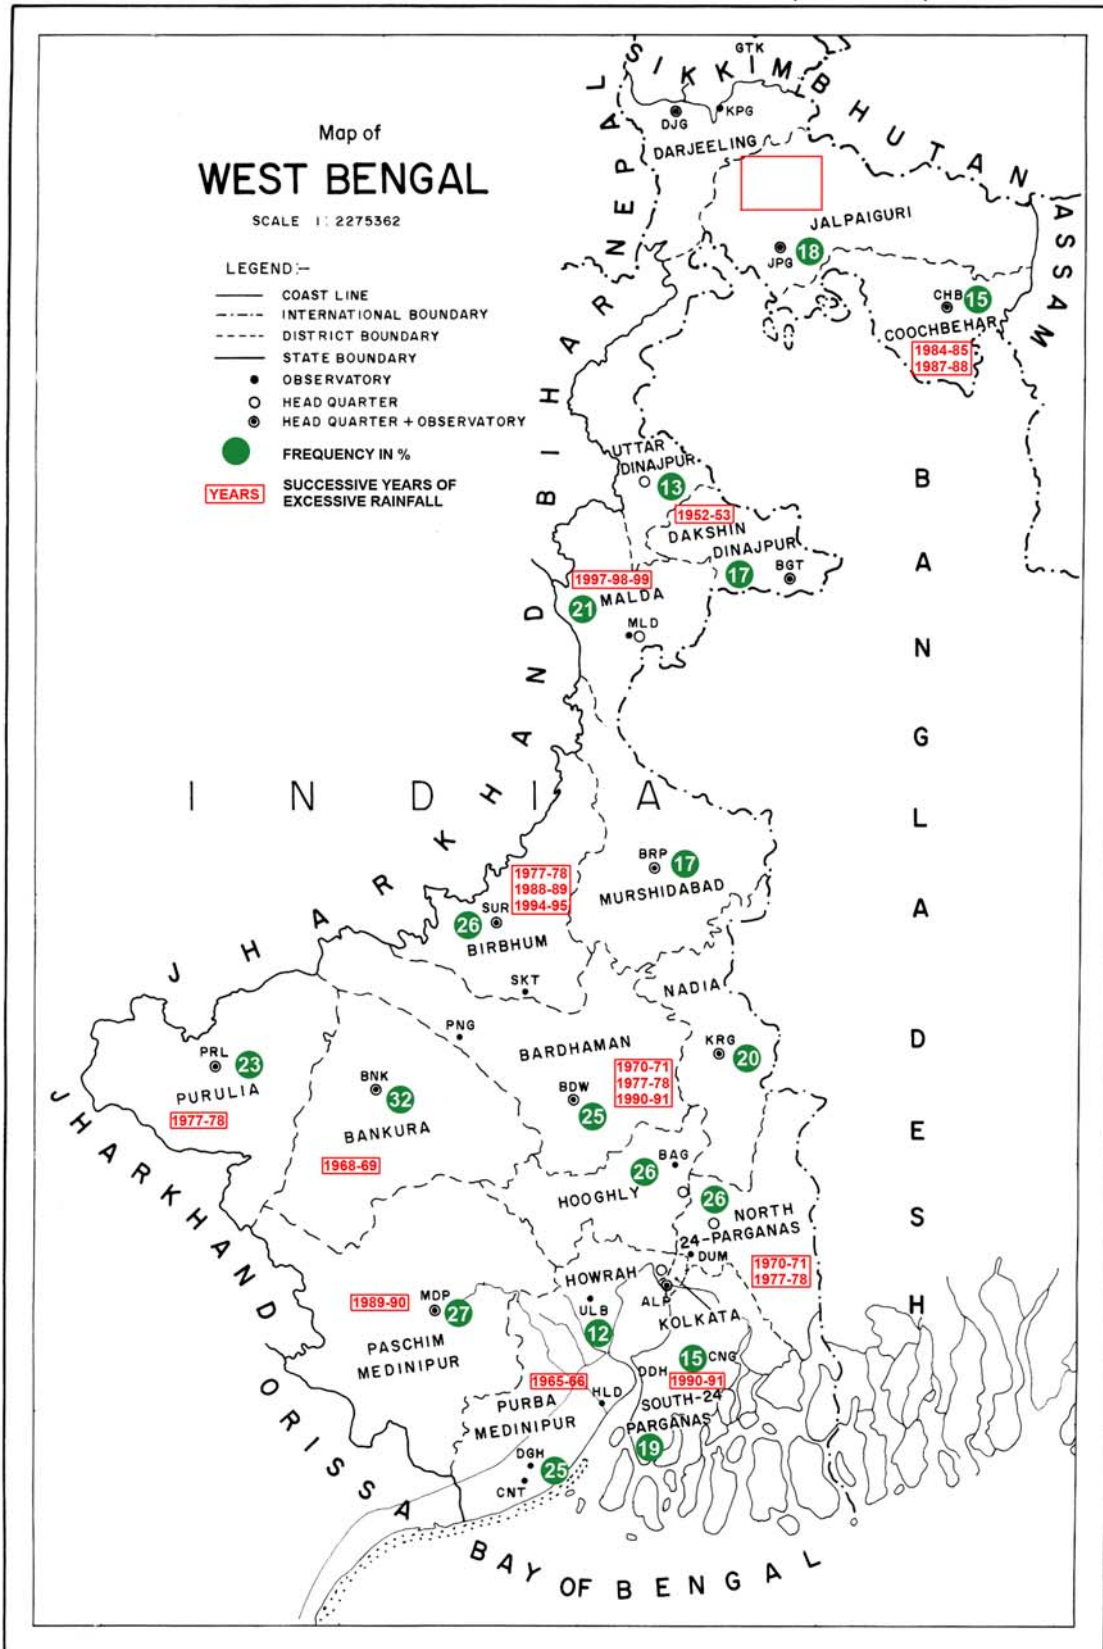 Map of
WEST BENGAL
SCALE 1: 2275362
LEGEND:-
COAST LINE
INTERNATIONAL BOUNDARY
DISTRICT BOUNDARY
STATE BOUNDARY
OBSERVATORY
HEAD QUARTER
HEAD QUARTER + OBSERVATORY
FREQUENCY IN %
YEARS
SUCCESSIVE YEARS OF
EXCESSIVE RAINFALL
GTK
SIKKIM
BHUTAN
NEPAL
ASSAM
DJG
KPG
DARJEELING
JALPAIGURI
JPG
18
CHB
15
COOCHBEHAR
1984-85
1987-88
BIHAR
UTTAR
DINAJPUR
13
1952-53
DAKSHIN
DINAJPUR
17
BGT
1997-98-99
21
MALDA
MLD
BANGLADESH
JHARKHAND
INDIA
BRP
17
MURSHIDABAD
1977-78
1988-89
1994-95
SUR
26
BIRBHUM
SKT
NADIA
KRG
20
PNG
BARDHAMAN
1970-71
1977-78
1990-91
BDW
25
PRL
23
PURULIA
1977-78
BNK
32
BANKURA
1968-69
JHARKHAND
BAG
26
HOOGHLY
26
NORTH
24-PARGANAS
DUM
1970-71
1977-78
HOWRAH
ULB
12
ALP
KOLKATA
1989-90
MDP
27
PASCHIM
MEDINIPUR
15
CNG
DDH
1990-91
SOUTH-24
PARGANAS
19
1965-66
HLD
PURBA
MEDINIPUR
DGH
25
CNT
ORISSA
BAY OF BENGAL